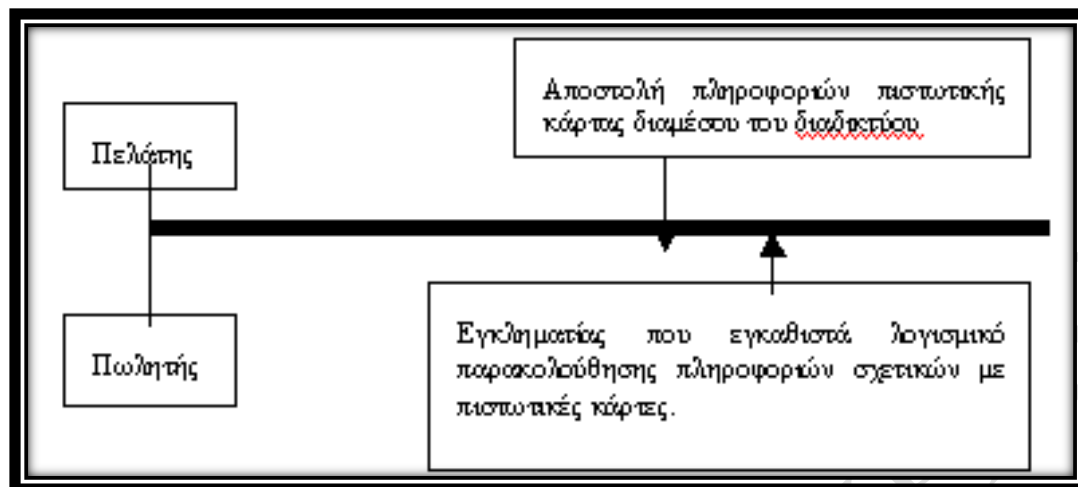 Αποστολή πληροφοριών πιστωτικής
κάρτας διαμέσου του διαδικτύου
Πελάτης
Πωλητής
Εγκληματίας που εγκαθιστά λογισμικό
παρακολούθησης πληροφοριών σχετικών με
πιστωτικές κάρτες.